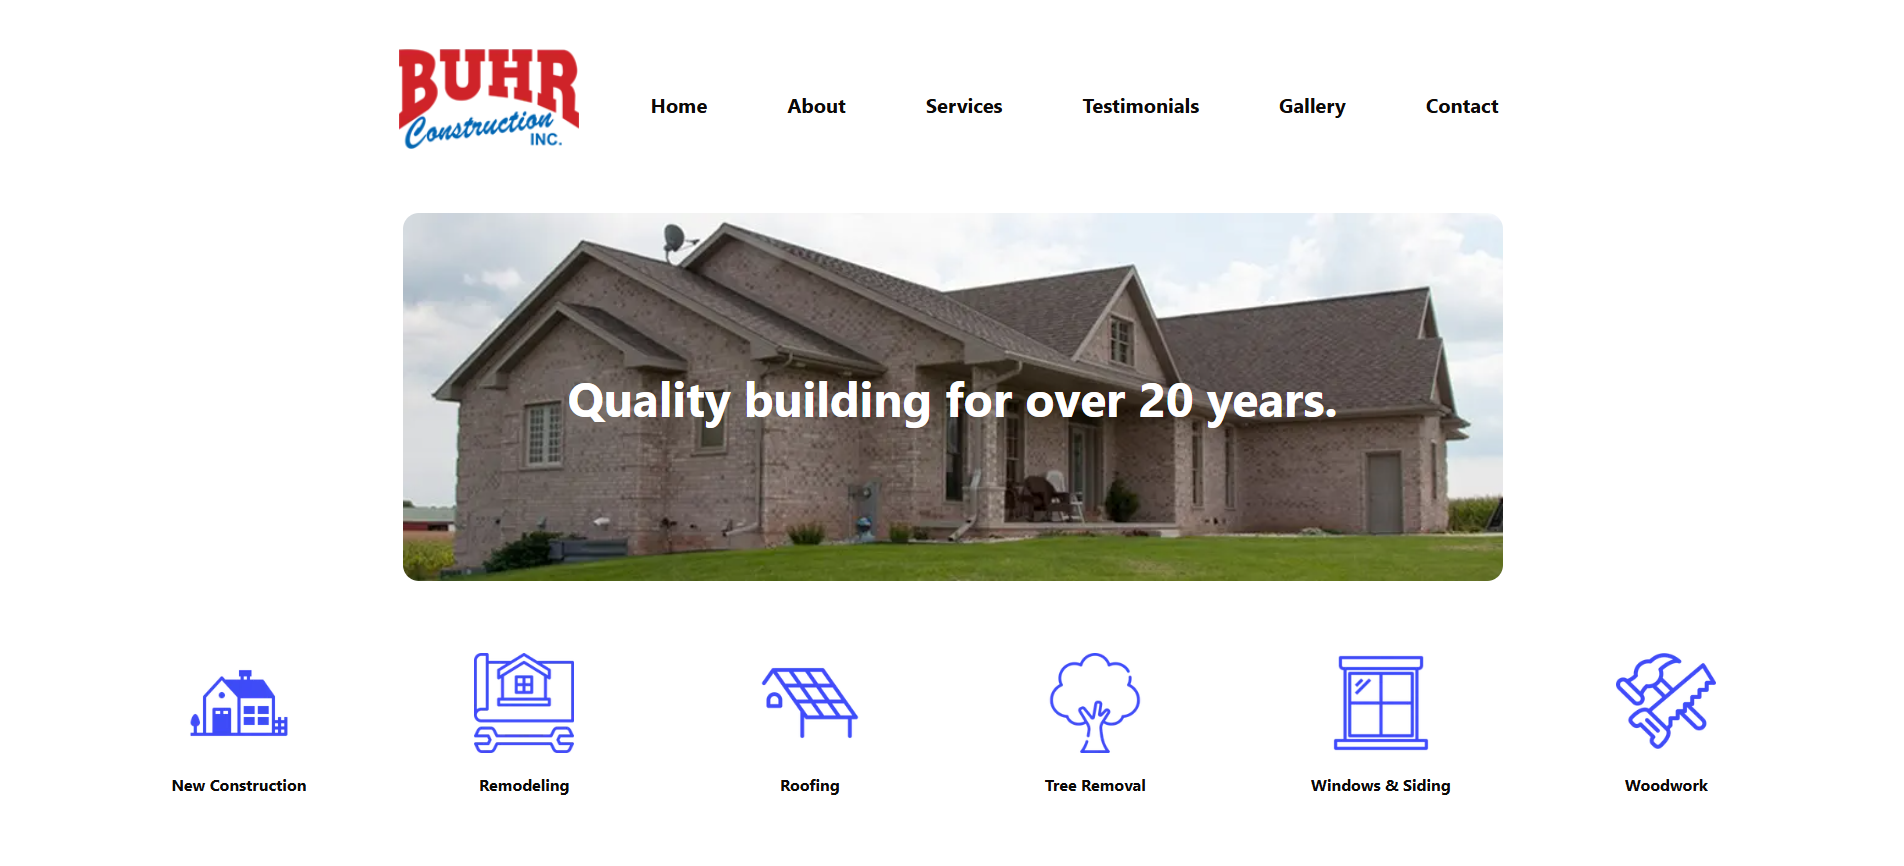 BUHR
Construction
INC.
Home About Services Testimonials Gallery Contact
Quality building for over 20 years.
New Construction Remodeling Roofing Tree Removal Windows & Siding Woodwork